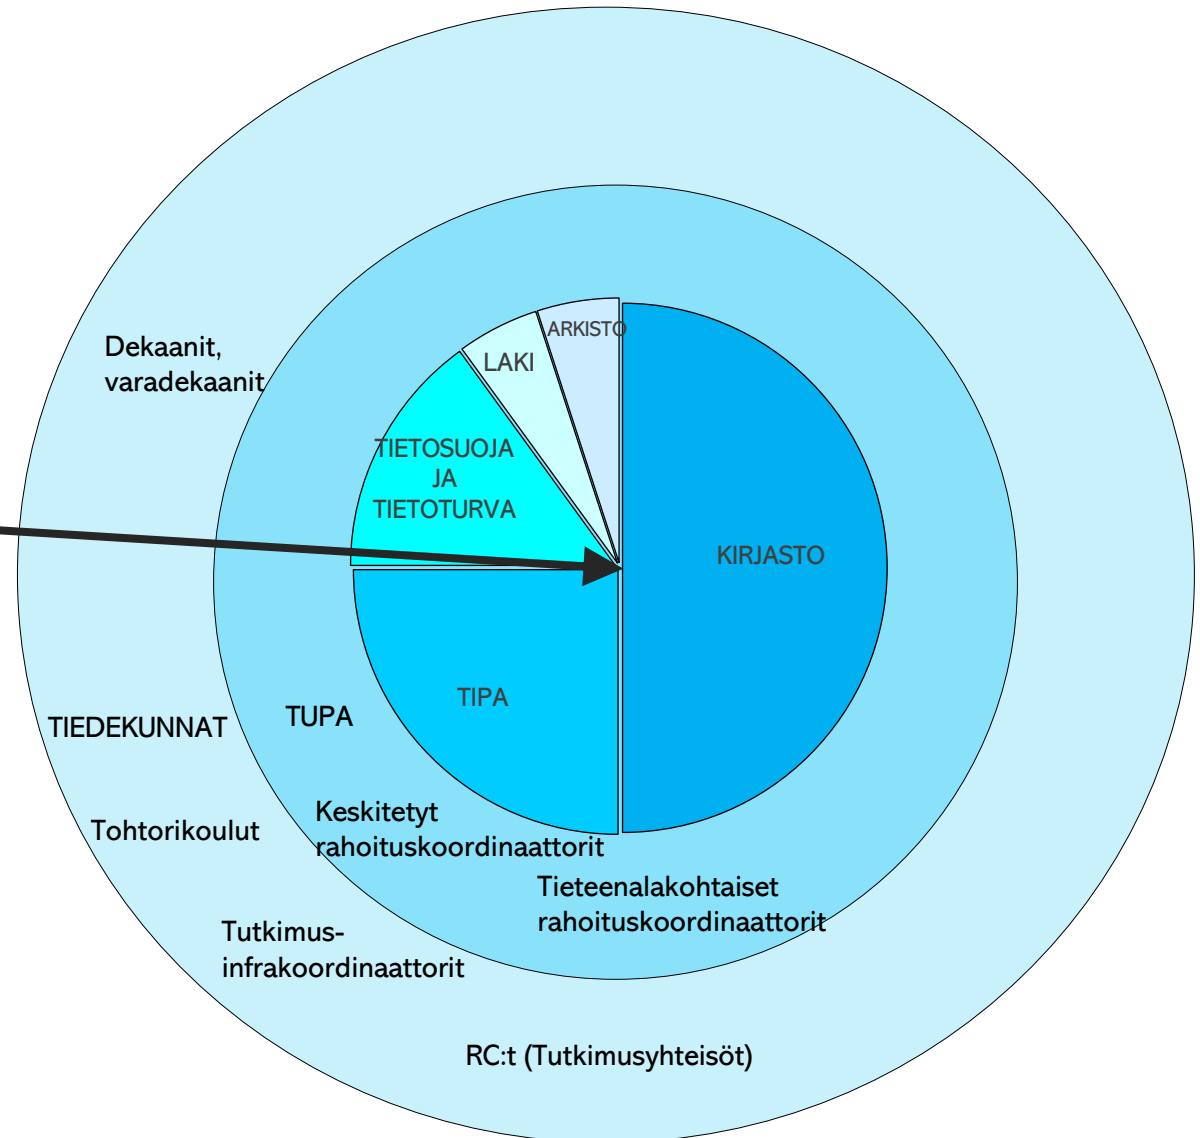 ARKISTO
Dekaanit,
varadekaanit
LAKI
TIETOSUOJA
JA
TIETOTURVA
KIRJASTO
TIPA
TIEDEKUNNAT
TUPA
Tohtorikoulut
Keskitetyt
rahoituskoordinaattorit
Tieteenalakohtaiset
rahoituskoordinaattorit
Tutkimus-
infrakoordinaattorit
RC:t (Tutkimusyhteisöt)